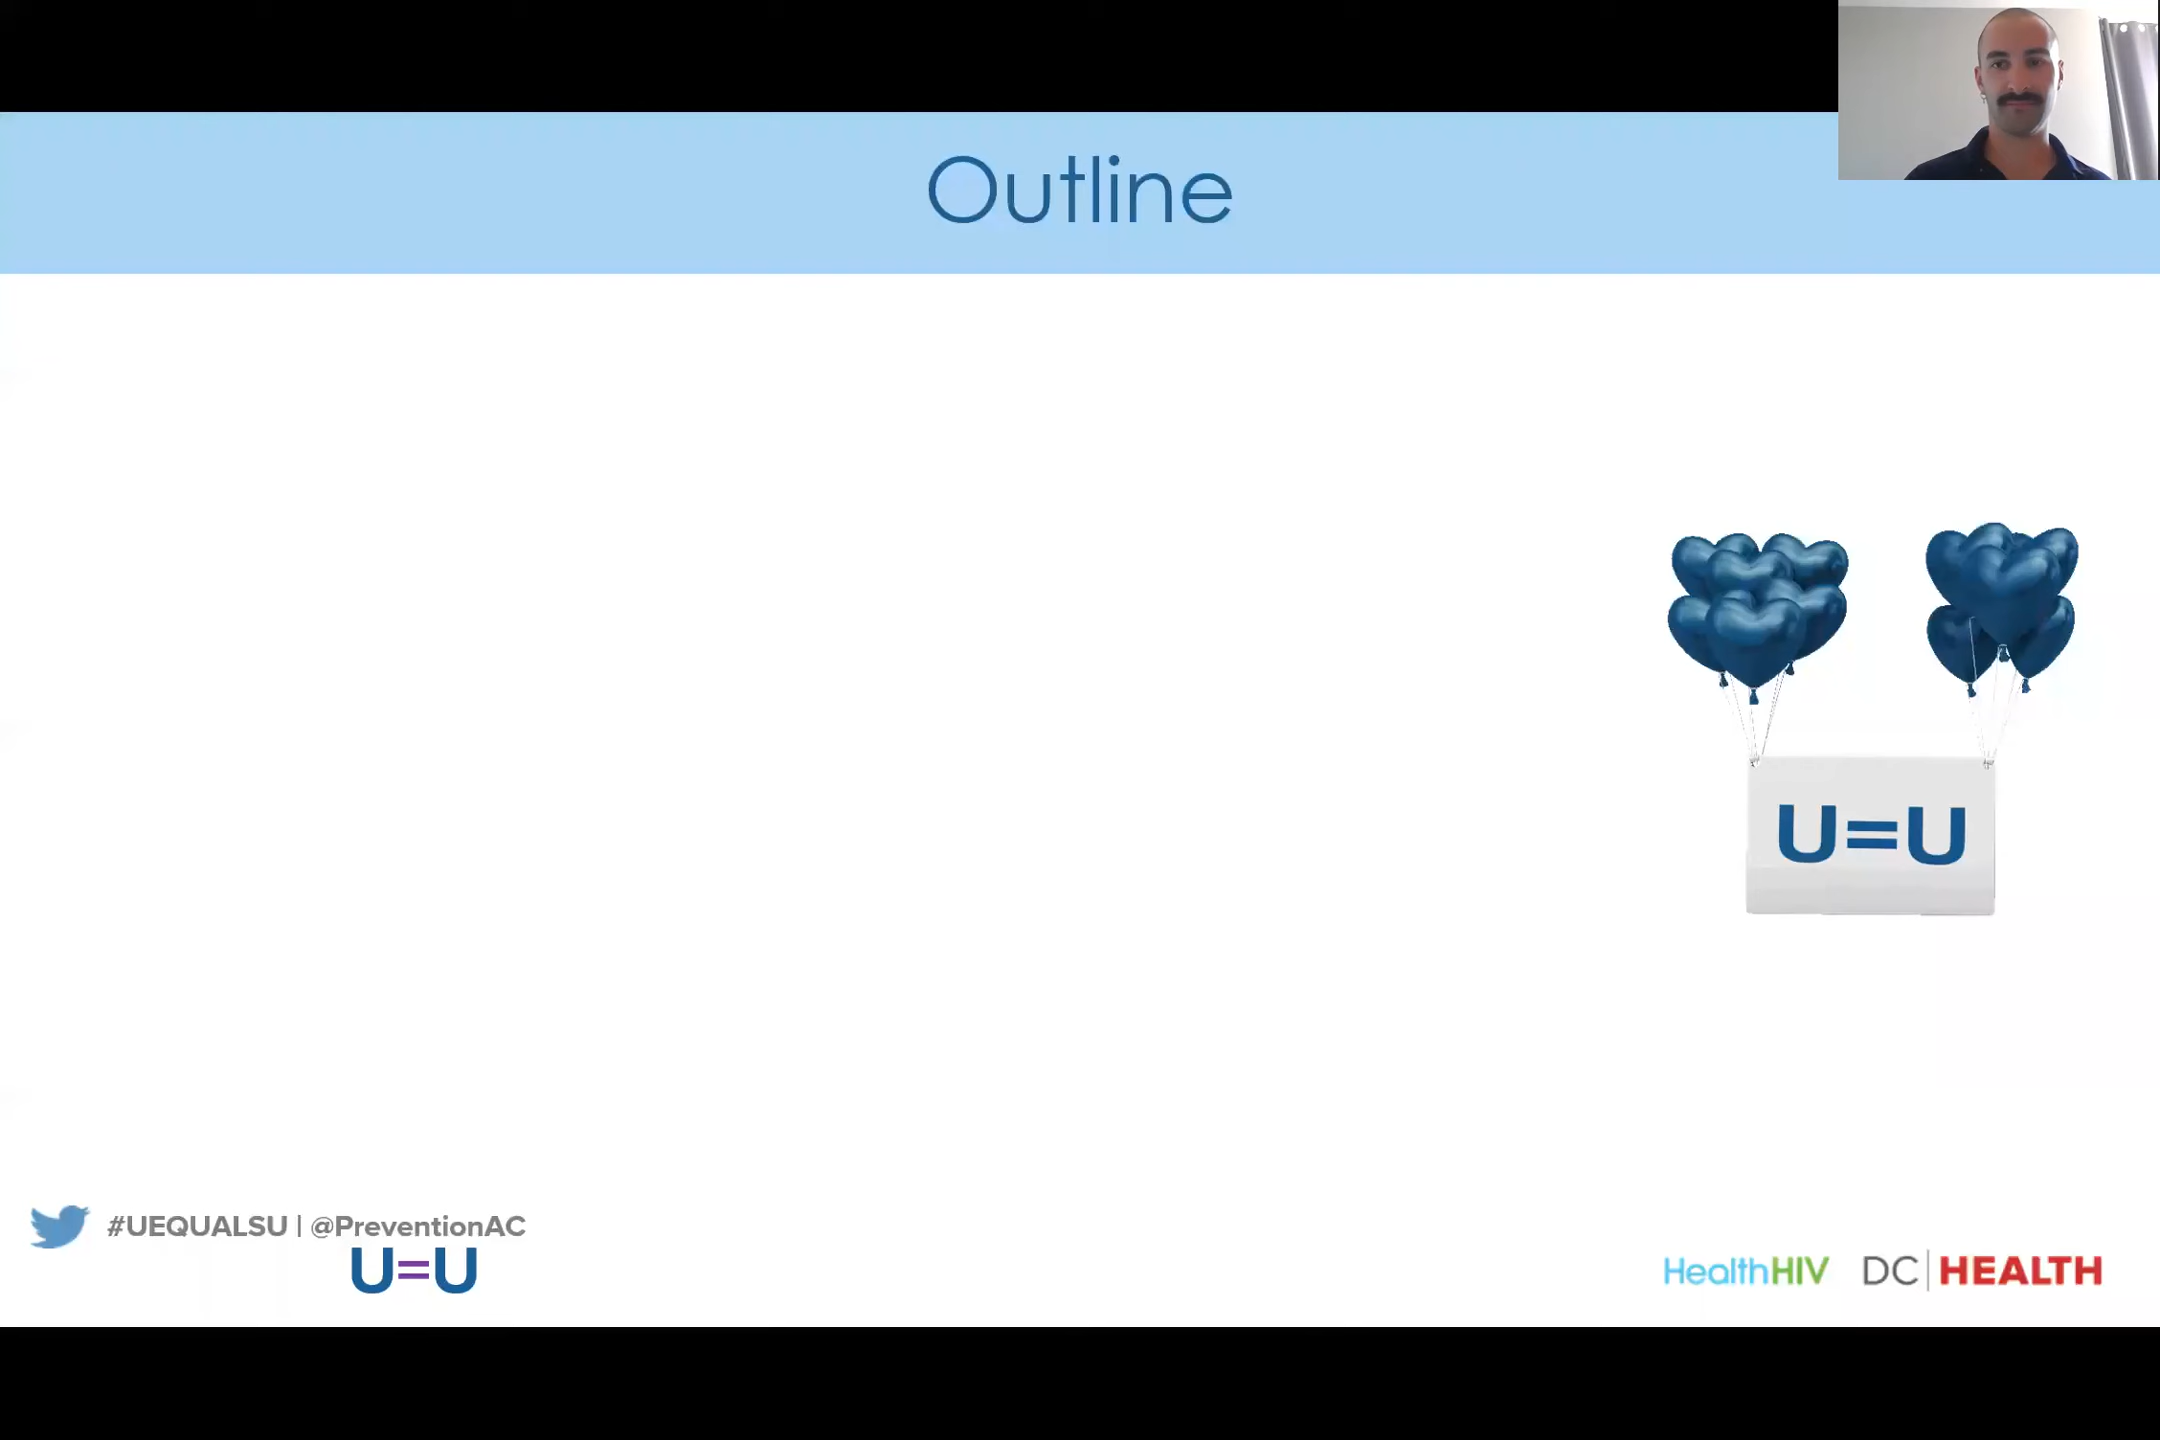 Outline
U=U
#UEQUALSU | @PreventionAC
U=U
HealthHIV
DC | HEALTH